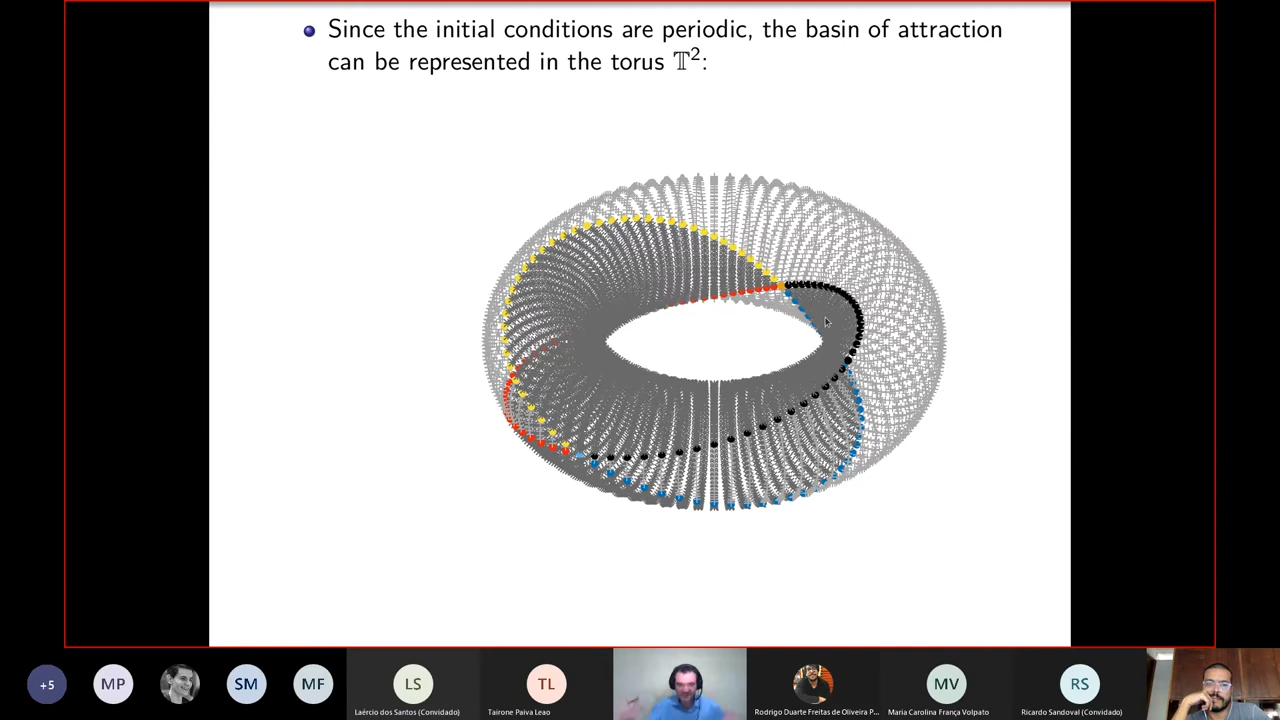 Since the initial conditions are periodic, the basin of attraction
can be represented in the torus 𝕋²:
+5
MP
SM
MF
LS
TL
MV
RS
Laércio dos Santos (Convidado)
Tairone Paiva Leao
Rodrigo Duarte Freitas de Oliveira P...
Maria Carolina França Volpato
Ricardo Sandoval (Convidado)